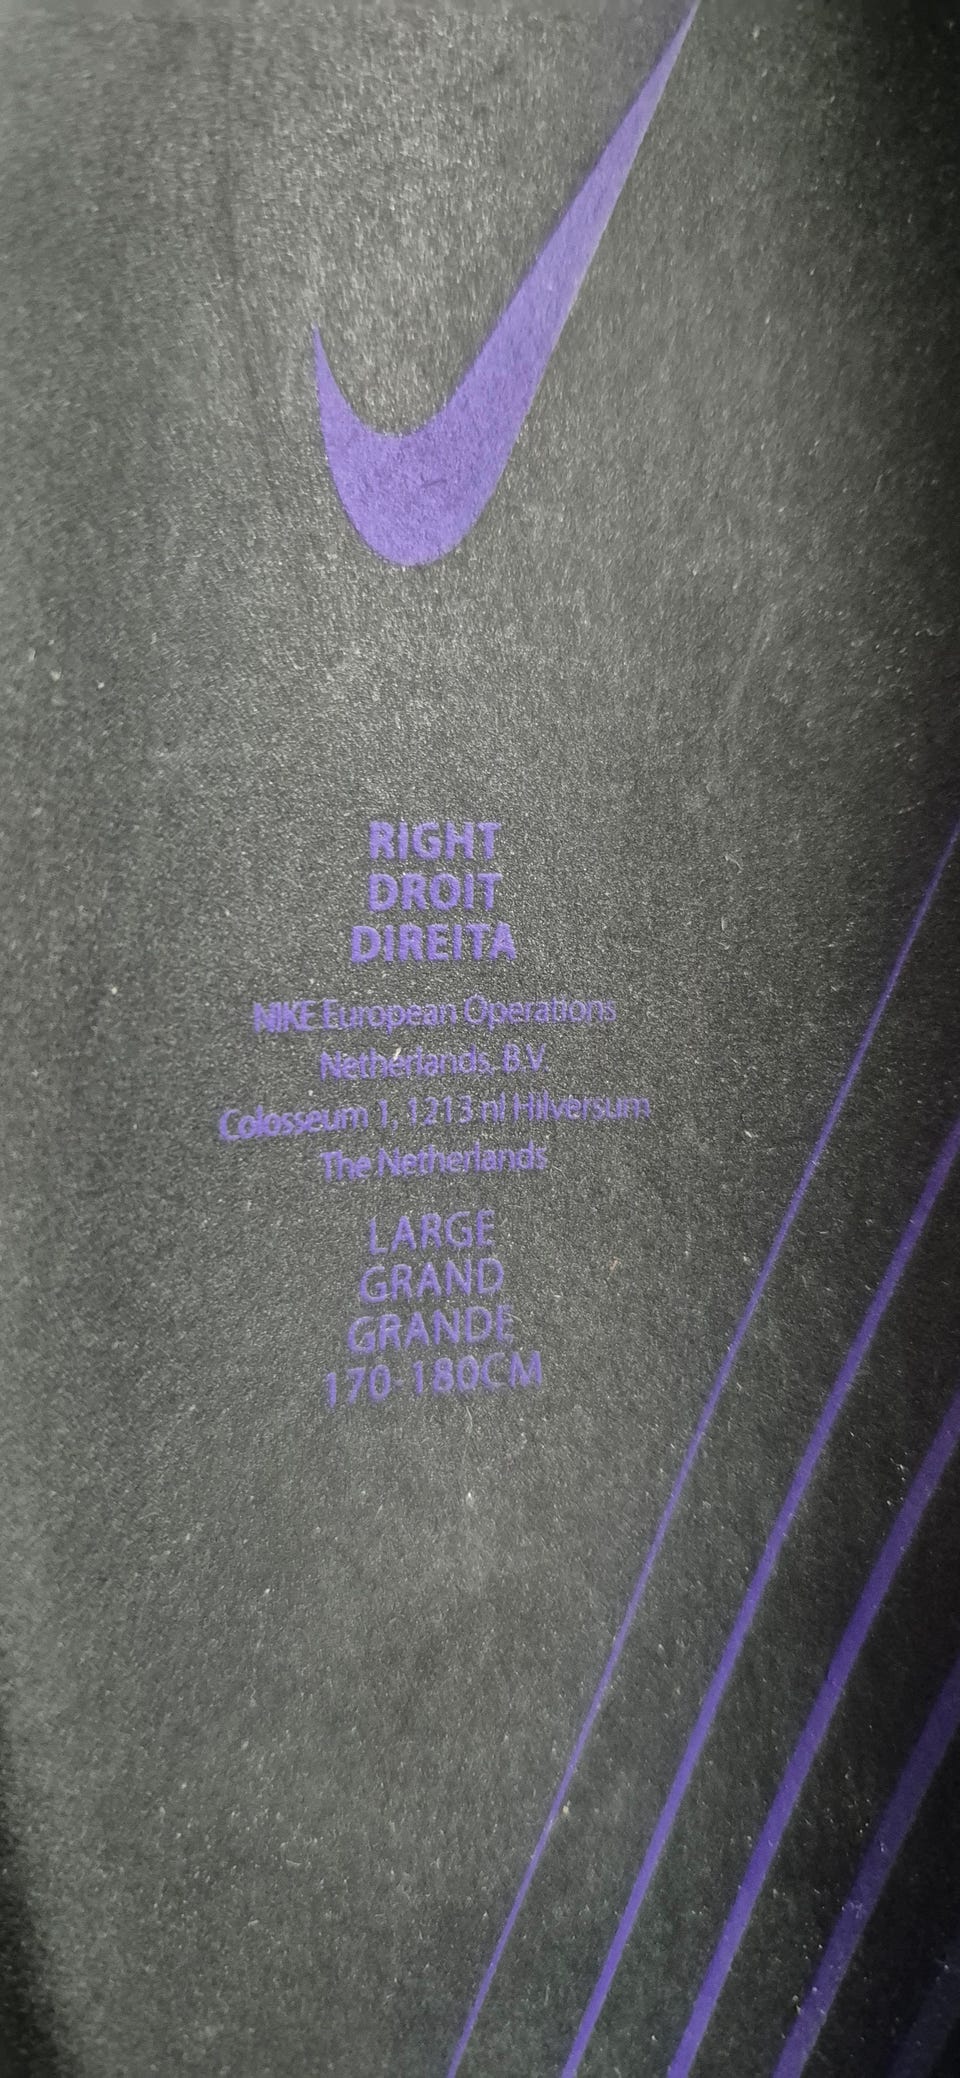 RIGHT
DROIT
DIREITA
NIKE European Operations
Netherlands, B.V.
Colosseum 1, 1213 nl Hilversum
The Netherlands
LARGE
GRAND
GRANDE
170-180CM